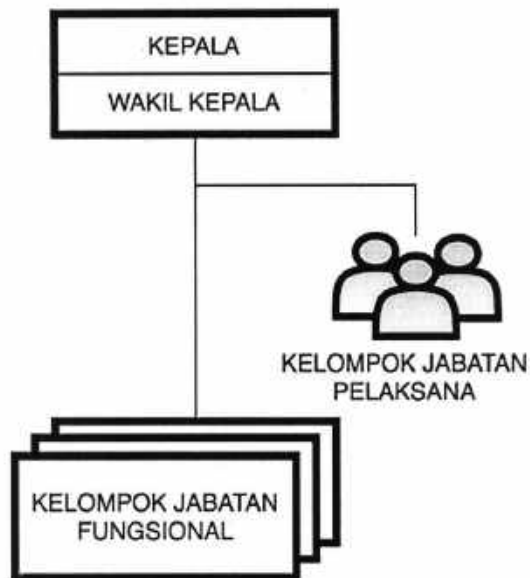 KEPALA
WAKIL KEPALA
KELOMPOK JABATAN
PELAKSANA
KELOMPOK JABATAN
FUNGSIONAL